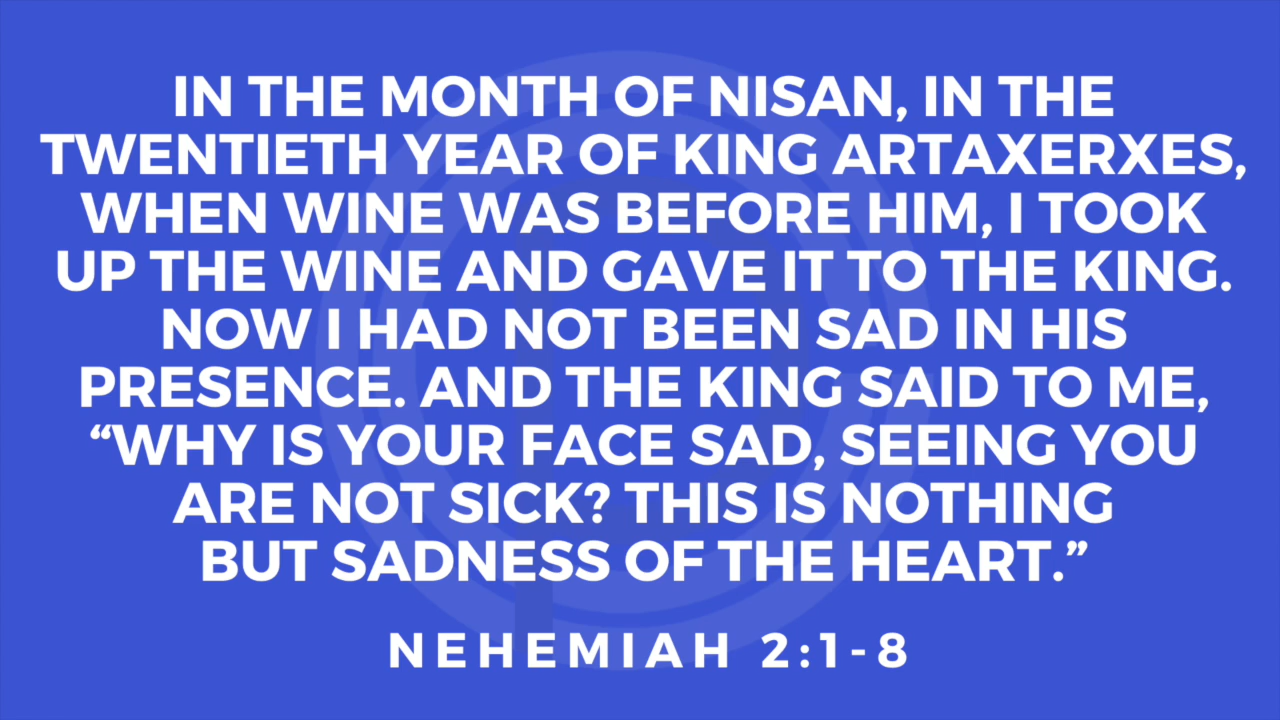 IN THE MONTH OF NISAN, IN THE
TWENTIETH YEAR OF KING ARTAXERXES,
WHEN WINE WAS BEFORE HIM, I TOOK
UP THE WINE AND GAVE IT TO THE KING.
NOW I HAD NOT BEEN SAD IN HIS
PRESENCE. AND THE KING SAID TO ME,
“WHY IS YOUR FACE SAD, SEEING YOU
ARE NOT SICK? THIS IS NOTHING
BUT SADNESS OF THE HEART.”
NEHEMIAH 2:1-8